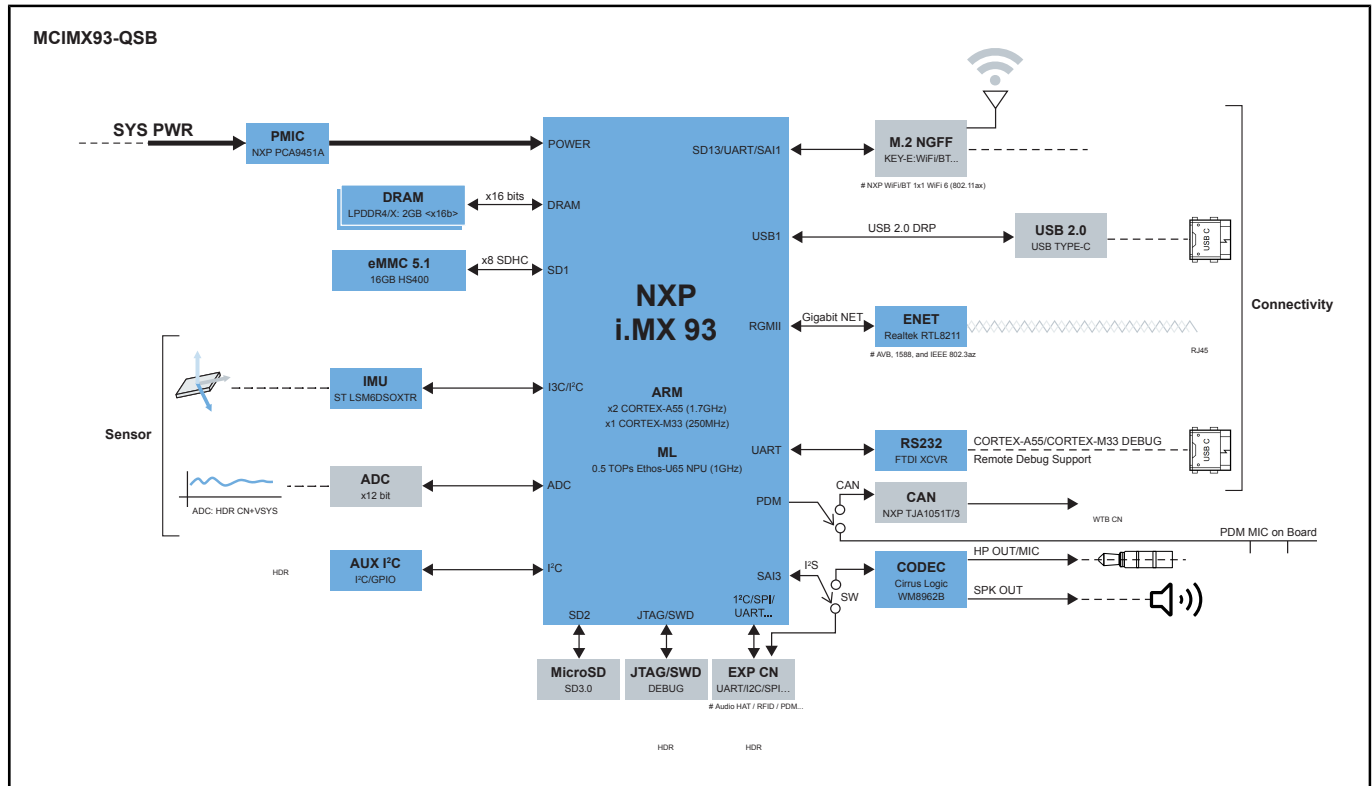 MCIMX93-QSB
SYS PWR
PMIC
NXP PCA9451A
POWER
DRAM
LPDDR4/X: 2GB <x16b>
x16 bits
DRAM
eMMC 5.1
16GB HS400
x8 SDHC
SD1
NXP
i.MX 93
ARM
x2 CORTEX-A55 (1.7GHz)
x1 CORTEX-M33 (250MHz)
ML
0.5 TOPs Ethos-U65 NPU (1GHz)
Sensor
IMU
ST LSM6DSOXTR
I3C/I²C
ADC: HDR CN+VSYS
ADC
x12 bit
ADC
HDR
AUX I²C
I²C/GPIO
I²C
SD13/UART/SAI1
M.2 NGFF
KEY-E:WiFi/BT...
# NXP WiFi/BT 1x1 WiFi 6 (802.11ax)
USB1
USB 2.0 DRP
USB 2.0
USB TYPE-C
USB C
Connectivity
RGMII
Gigabit NET
ENET
Realtek RTL8211
# AVB, 1588, and IEEE 802.3az
RJ45
UART
RS232
FTDI XCVR
CORTEX-A55/CORTEX-M33 DEBUG
Remote Debug Support
USB C
PDM
CAN
CAN
NXP TJA1051T/3
WTB CN
PDM MIC on Board
SAI3
I²S
SW
CODEC
Cirrus Logic
WM8962B
HP OUT/MIC
SPK OUT
SD2
JTAG/SWD
1²C/SPI/
UART...
MicroSD
SD3.0
JTAG/SWD
DEBUG
EXP CN
UART/I2C/SPI...
# Audio HAT / RFID / PDM...
HDR
HDR